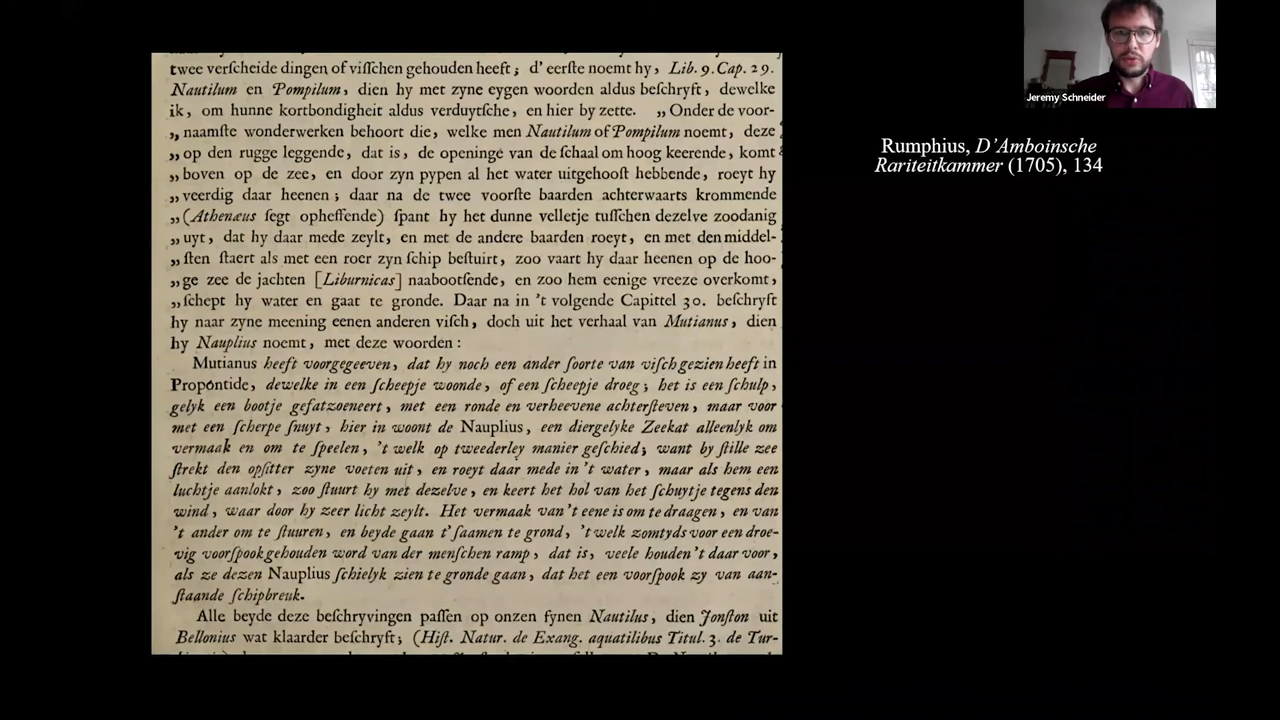 twee verſcheide dingen of viſſchen gehouden heeft; d' eerſte noemt hy, Lib. 9. Cap. 29.
Nautilum en Pompilum, dien hy met zyne eygen woorden aldus beſchryft, dewelke
ik, om hunne kortbondigheit aldus verduytſche, en hier by zette. „Onder de voor-
„ naamſte wonderwerken behoort die, welke men Nautilum of Pompilum noemt, deze
„ op den rugge leggende, dat is, de openinge van de ſchaal om hoog keerende, komt
„ boven op de zee, en door zyn pypen al het water uitgehooſt hebbende, roeyt hy
„ veerdig daar heenen; daar na de twee voorſte baarden achterwaarts krommende
„ (Athenæus ſegt opheffende) ſpant hy het dunne velletje tuſſchen dezelve zoodanig
„ uyt, dat hy daar mede zeylt, en met de andere baarden roeyt, en met den middel-
„ ſten ſtaert als met een roer zyn ſchip beſtuirt, zoo vaart hy daar heenen op de hoo-
„ ge zee de jachten [Liburnicas] naabootſende, en zoo hem eenige vreeze overkomt,
„ ſchept hy water en gaat te gronde. Daar na in 't volgende Capittel 30. beſchryft
hy naar zyne meening eenen anderen viſch, doch uit het verhaal van Mutianus, dien
hy Nauplius noemt, met deze woorden:
Mutianus heeft voorgegeeven, dat hy noch een ander ſoorte van viſch gezien heeft in
Propontide, dewelke in een ſcheepje woonde, of een ſcheepje droeg; het is een ſchulp,
gelyk een bootje gefatzoeneert, met een ronde en verheevene achterſteven, maar voor
met een ſcherpe ſnuyt, hier in woont de Nauplius, een diergelyke Zeekat alleenlyk om
vermaak en om te ſpeelen, 't welk op tweederley manier geſchied; want by ſtille zee
ſtrekt den opſitter zyne voeten uit, en roeyt daar mede in 't water, maar als hem een
luchtje aanlokt, zoo ſtuurt hy met dezelve, en keert het hol van het ſchuytje tegens den
wind, waar door hy zeer licht zeylt. Het vermaak van 't eene is om te draagen, en van
't ander om te ſtuuren, en beyde gaan t'ſaamen te grond, 't welk zomtyds voor een droe-
vig voorſpook gehouden word van der menſchen ramp, dat is, veele houden 't daar voor,
als ze dezen Nauplius ſchielyk zien te gronde gaan, dat het een voorſpook zy van aan-
ſtaande ſchipbreuk.
Alle beyde deze beſchryvingen paſſen op onzen fynen Nautilus, dien Jonſton uit
Bellonius wat klaarder beſchryft; (Hiſt. Natur. de Exang. aquatilibus Titul. 3. de Tur-
Rumphius, D'Amboinsche
Rariteitkammer (1705), 134
Jeremy Schneider